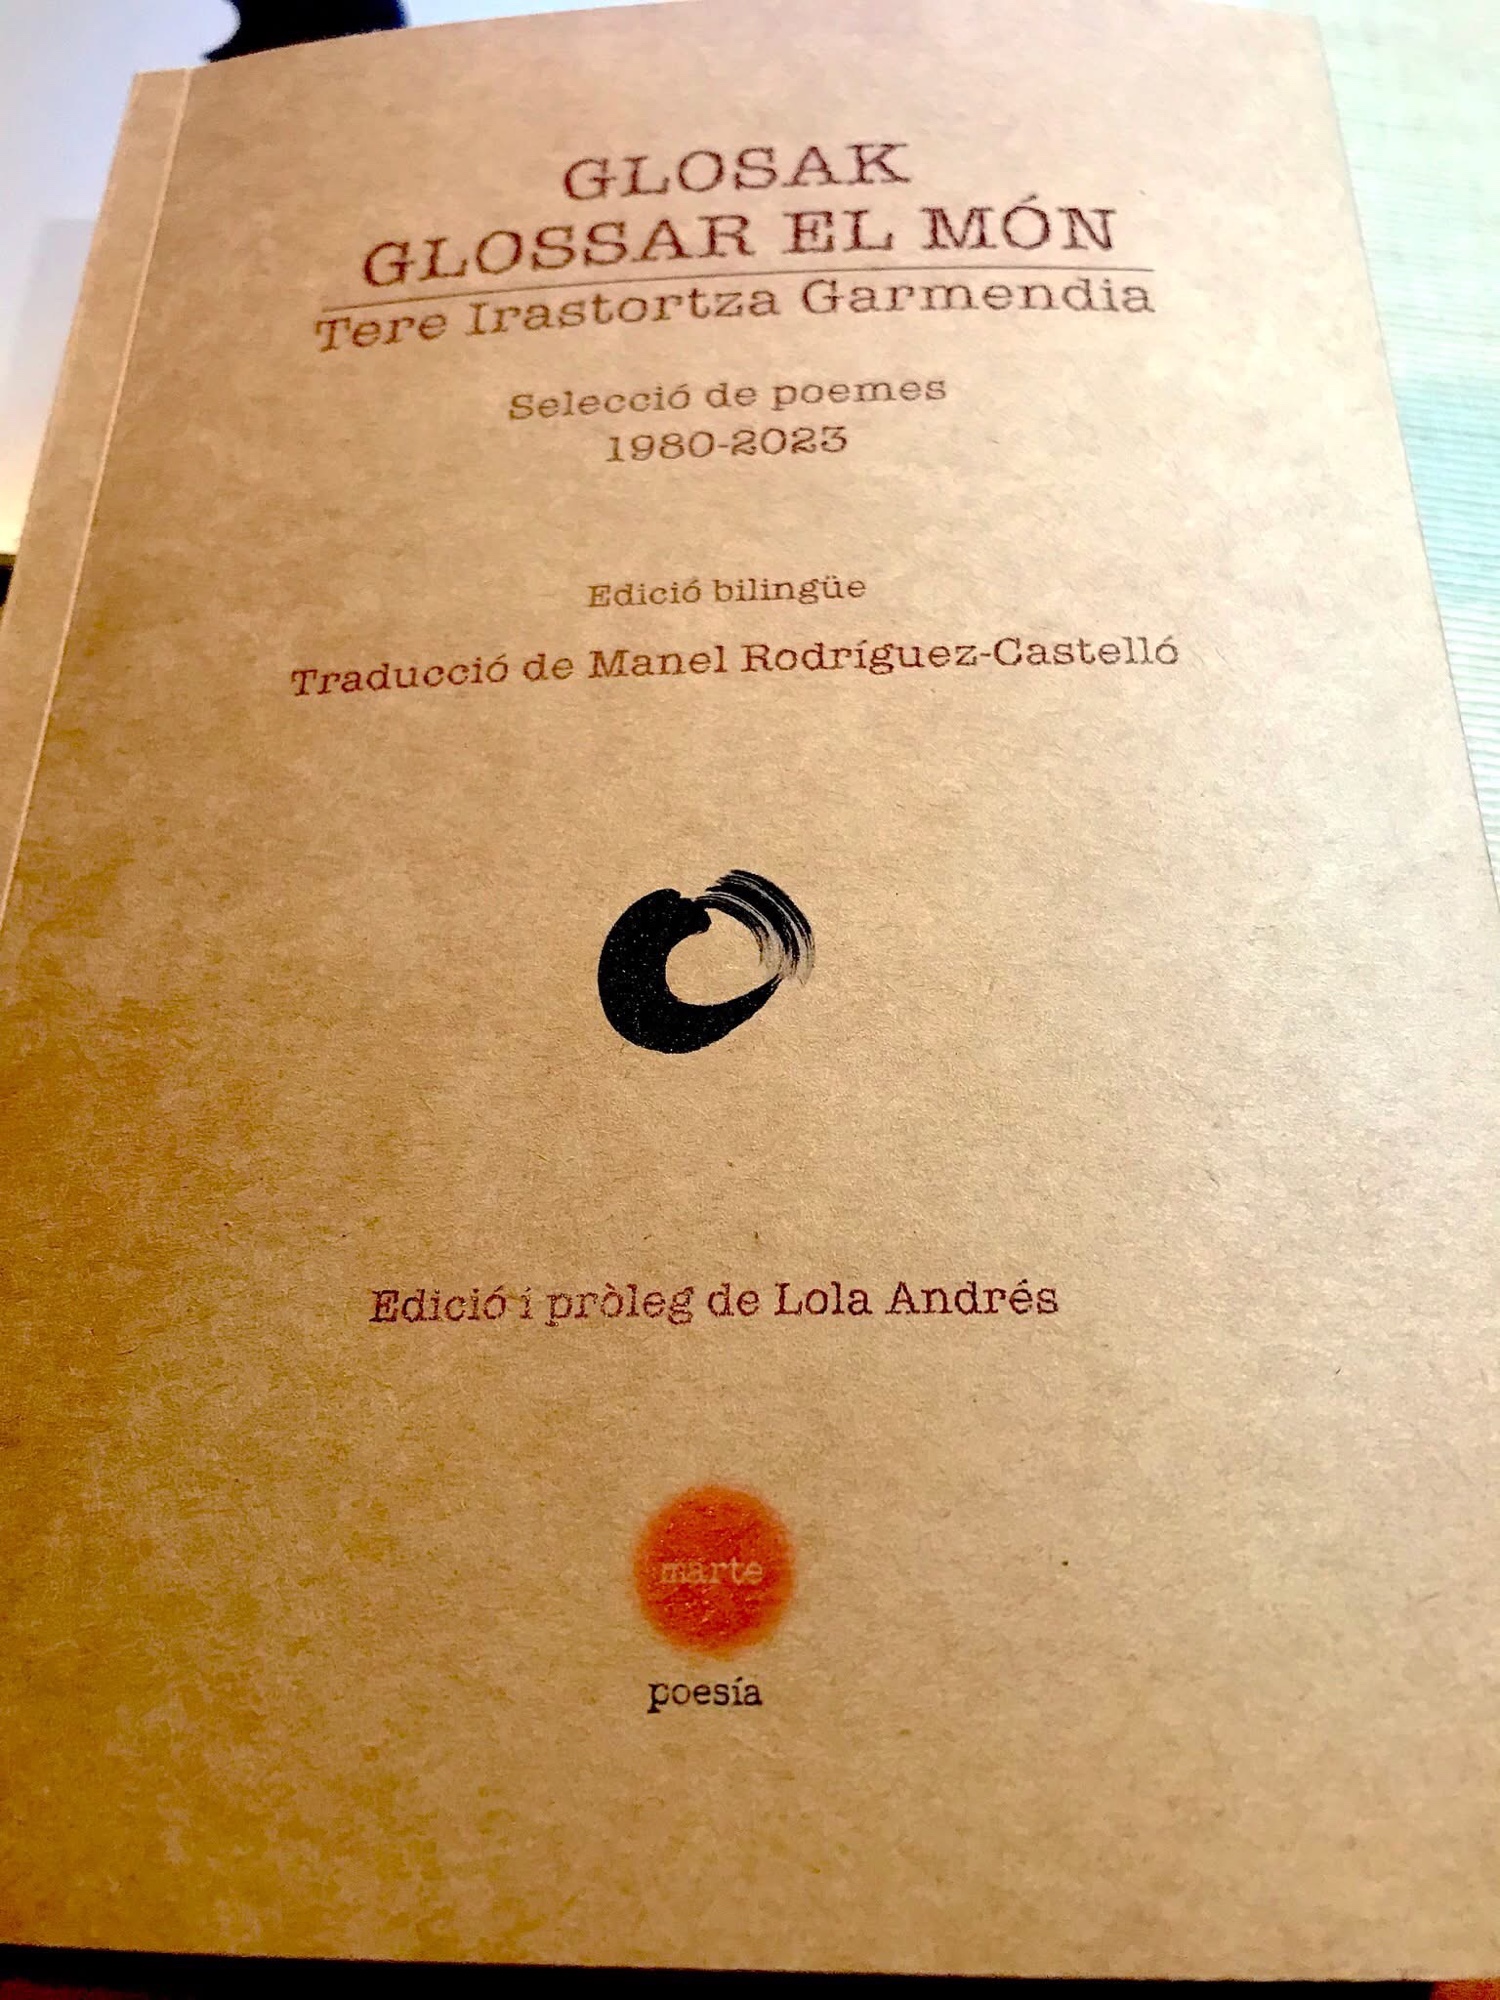 GLOSAK
GLOSSAR EL MÓN
Tere Irastortza Garmendia
Selecció de poemes
1980-2023
Edició bilingüe
Traducció de Manel Rodríguez-Castelló
Edició i pròleg de Lola Andrés
marte
poesía